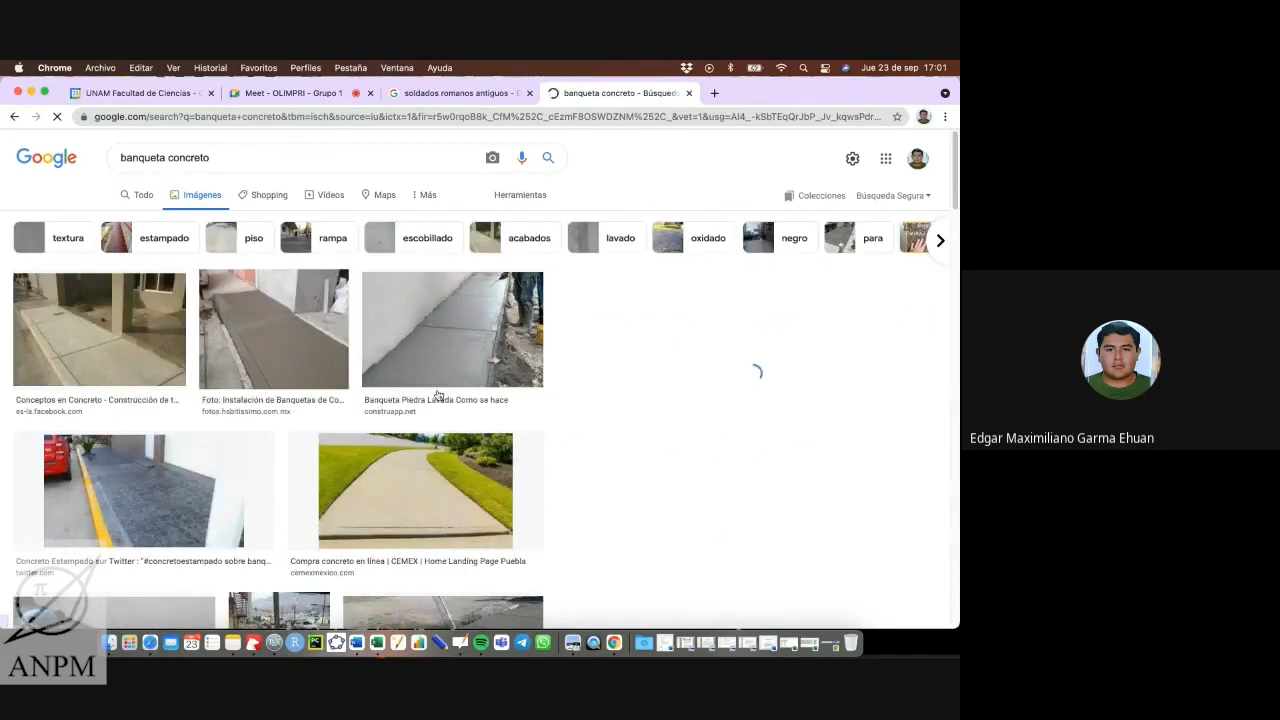 Chrome Archivo Editar Ver Historial Favoritos Perfiles Pestaña Ventana Ayuda Jue 23 de sep 17:01
UNAM Facultad de Ciencias - Meet - OLIMPRI - Grupo 1 soldados romanos antiguos - B banqueta concreto - Búsqued
google.com/search?q=banqueta+concreto&tbm=isch&source=iu&ictx=1&fir=r5w0rqoB8k_CfM%252C_cEzmF8OSWDZNM%252C_&vet=1&usg=AI4_-kSbTEqQrJbP_Jv_kqwsPdr...
Google banqueta concreto
Todo Imágenes Shopping Vídeos Maps Más Herramientas Colecciones Búsqueda Segura
textura estampado piso rampa escobillado acabados lavado oxidado negro para
Conceptos en Concreto - Construcción de t... Foto: Instalación de Banquetas de Co... Banqueta Piedra Lavada Como se hace
es-la.facebook.com fotos.habitissimo.com.mx construapp.net
Edgar Maximiliano Garma Ehuan
Concreto Estampado sur Twitter : "#concretoestampado sobre banq... Compra concreto en línea | CEMEX | Home Landing Page Puebla
twitter.com cemexmexico.com
π
ANPM